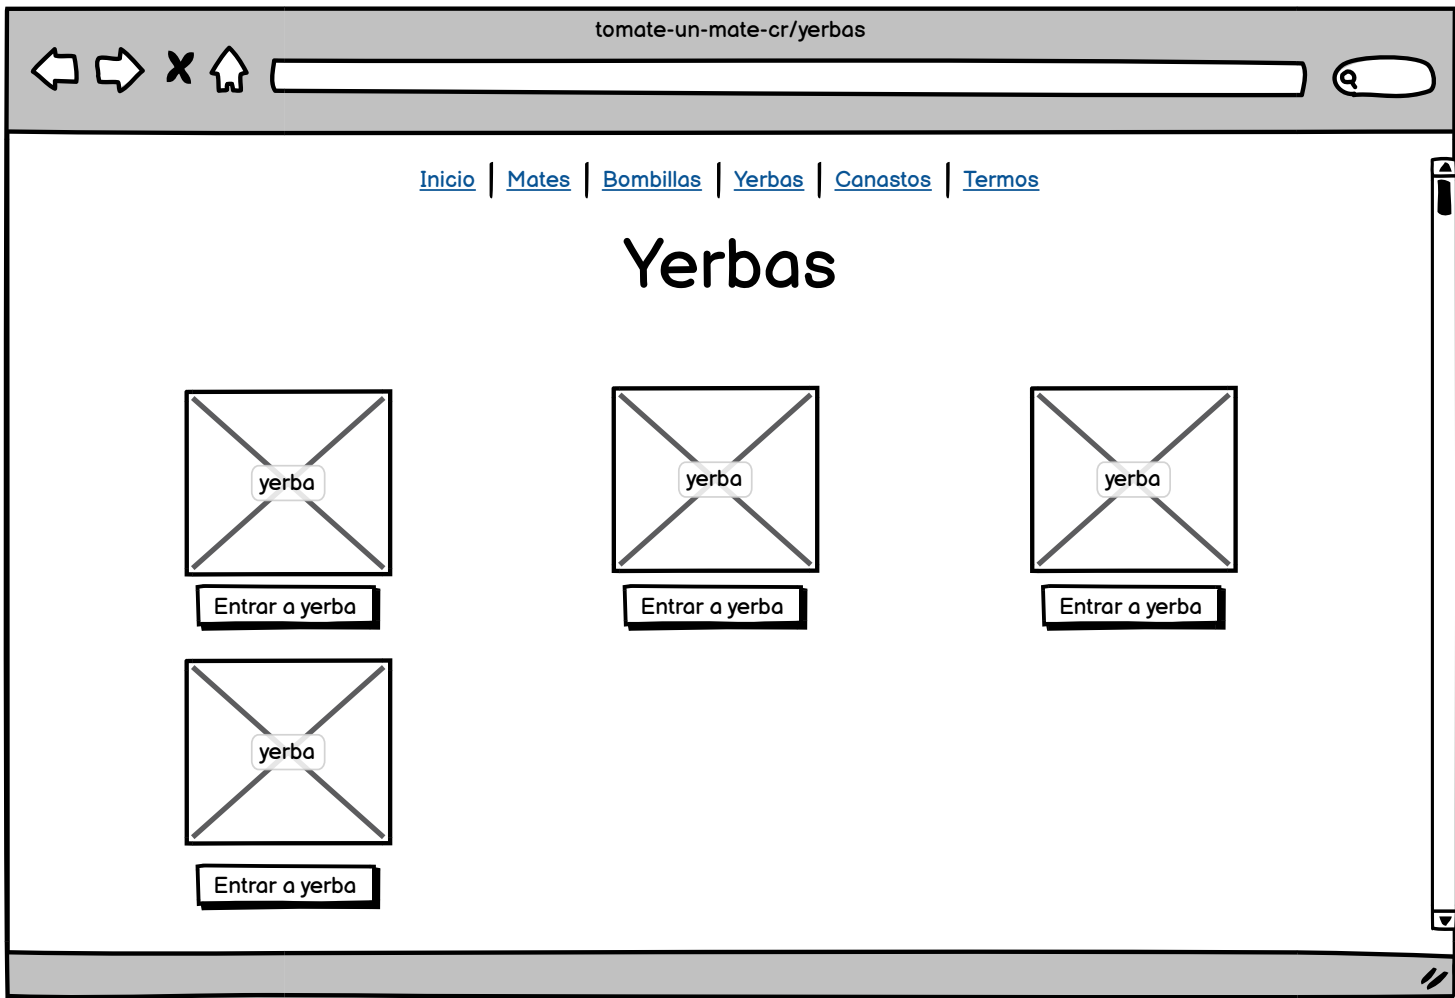 tomate-un-mate-cr/yerbas
Inicio | Mates | Bombillas | Yerbas | Canastos | Termos
Yerbas
yerba yerba yerba
Entrar a yerba Entrar a yerba Entrar a yerba
yerba
Entrar a yerba